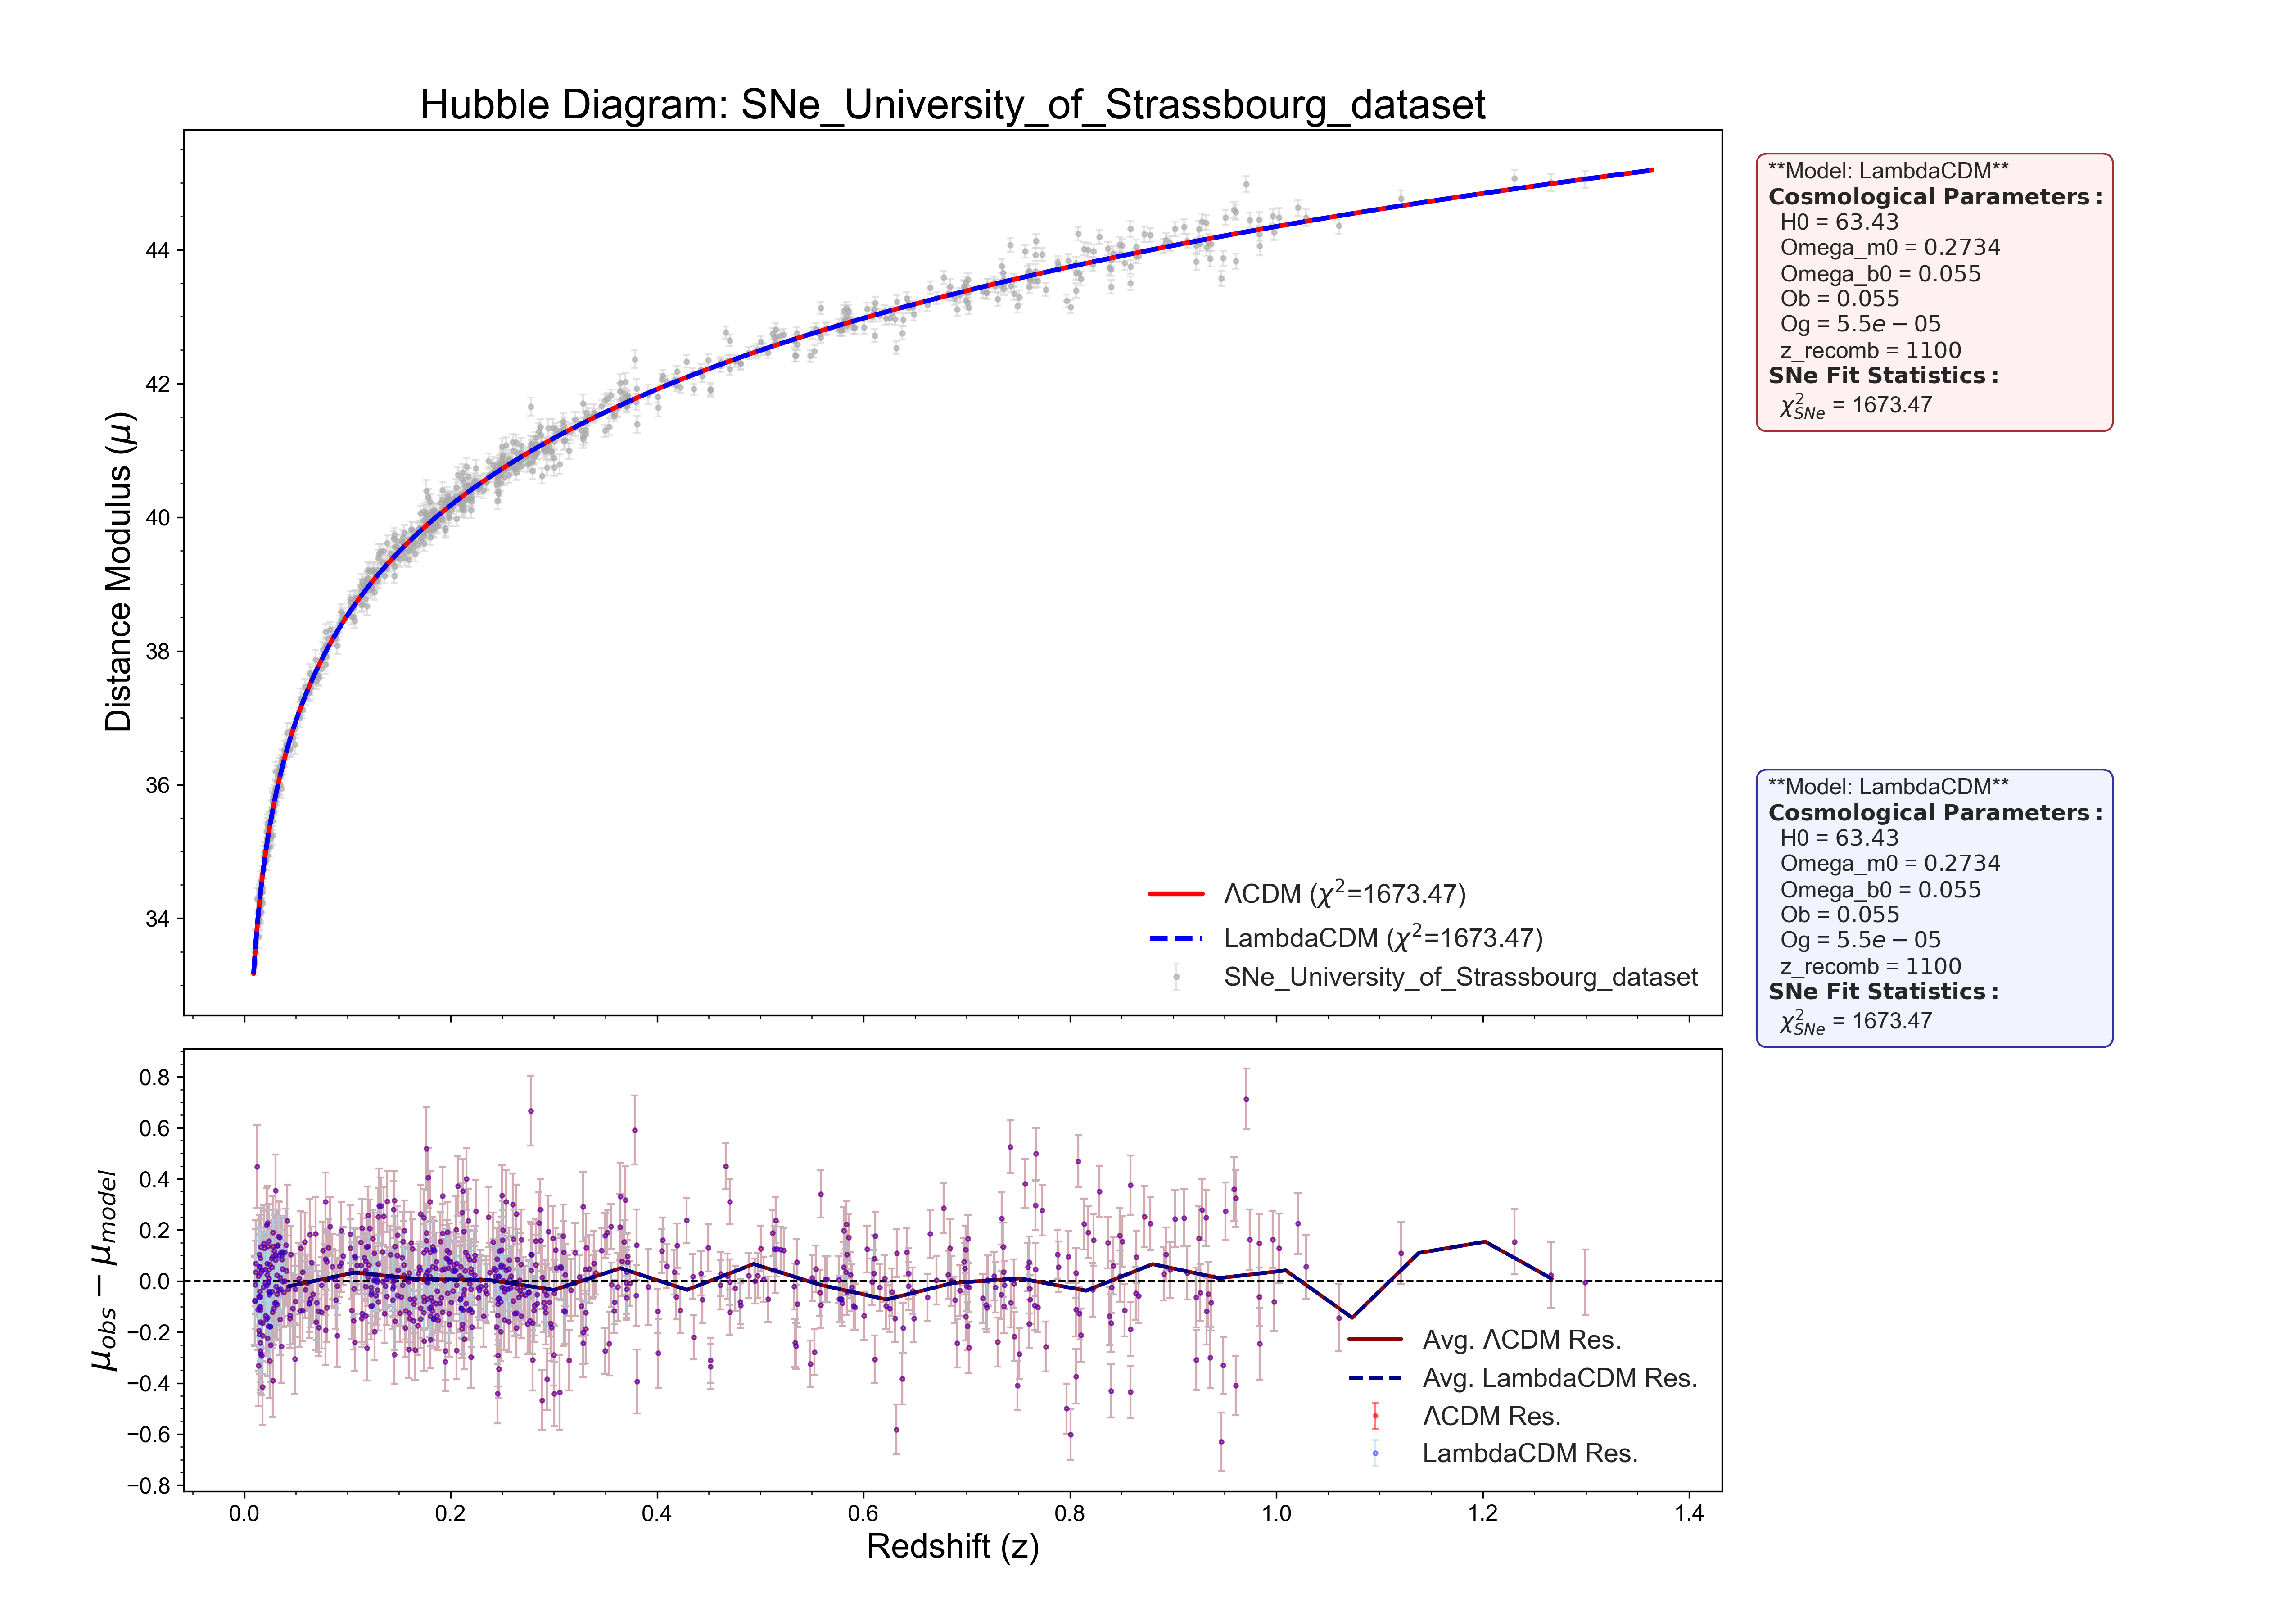 Hubble Diagram: SNe_University_of_Strassbourg_dataset
Distance Modulus (μ)
44
42
40
38
36
34
ΛCDM (χ²=1673.47)
LambdaCDM (χ²=1673.47)
SNe_University_of_Strassbourg_dataset
**Model: LambdaCDM**
Cosmological Parameters:
H0 = 63.43
Omega_m0 = 0.2734
Omega_b0 = 0.055
Ob = 0.055
Og = 5.5e − 05
z_recomb = 1100
SNe Fit Statistics:
χ²SNe = 1673.47
**Model: LambdaCDM**
Cosmological Parameters:
H0 = 63.43
Omega_m0 = 0.2734
Omega_b0 = 0.055
Ob = 0.055
Og = 5.5e − 05
z_recomb = 1100
SNe Fit Statistics:
χ²SNe = 1673.47
μobs − μmodel
0.8
0.6
0.4
0.2
0.0
−0.2
−0.4
−0.6
−0.8
Avg. ΛCDM Res.
Avg. LambdaCDM Res.
ΛCDM Res.
LambdaCDM Res.
0.0 0.2 0.4 0.6 0.8 1.0 1.2 1.4
Redshift (z)